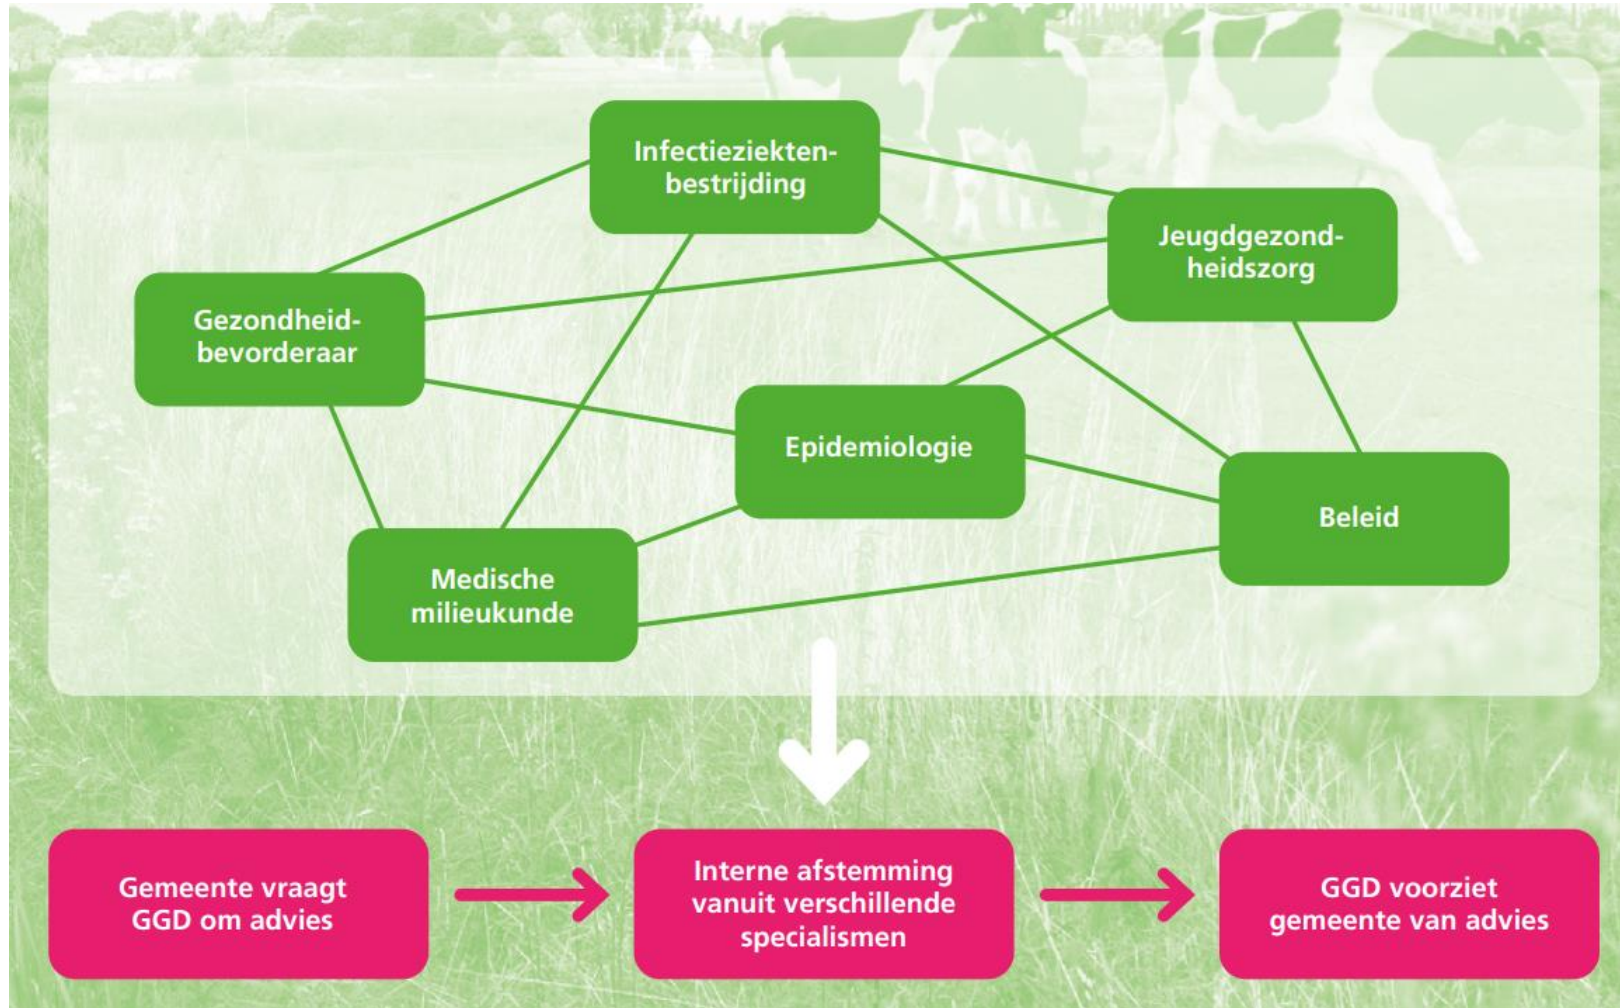 Infectieziekten-
bestrijding
Jeugdgezond-
heidszorg
Gezondheid-
bevorderaar
Epidemiologie
Beleid
Medische
milieukunde
Gemeente vraagt
GGD om advies
Interne afstemming
vanuit verschillende
specialismen
GGD voorziet
gemeente van advies